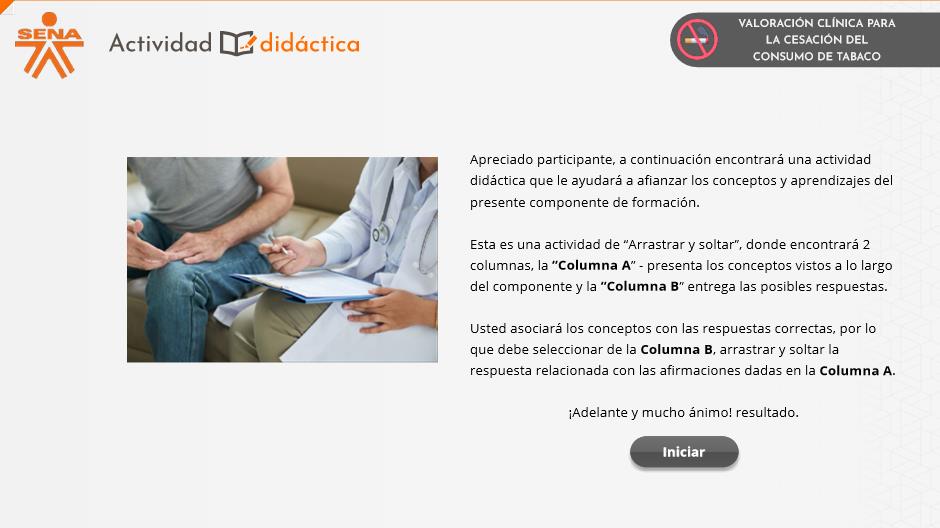 SENA
Actividad didáctica
VALORACIÓN CLÍNICA PARA
LA CESACIÓN DEL
CONSUMO DE TABACO
Apreciado participante, a continuación encontrará una actividad
didáctica que le ayudará a afianzar los conceptos y aprendizajes del
presente componente de formación.
Esta es una actividad de “Arrastrar y soltar”, donde encontrará 2
columnas, la “Columna A” - presenta los conceptos vistos a lo largo
del componente y la “Columna B” entrega las posibles respuestas.
Usted asociará los conceptos con las respuestas correctas, por lo
que debe seleccionar de la Columna B, arrastrar y soltar la
respuesta relacionada con las afirmaciones dadas en la Columna A.
¡Adelante y mucho ánimo! resultado.
Iniciar